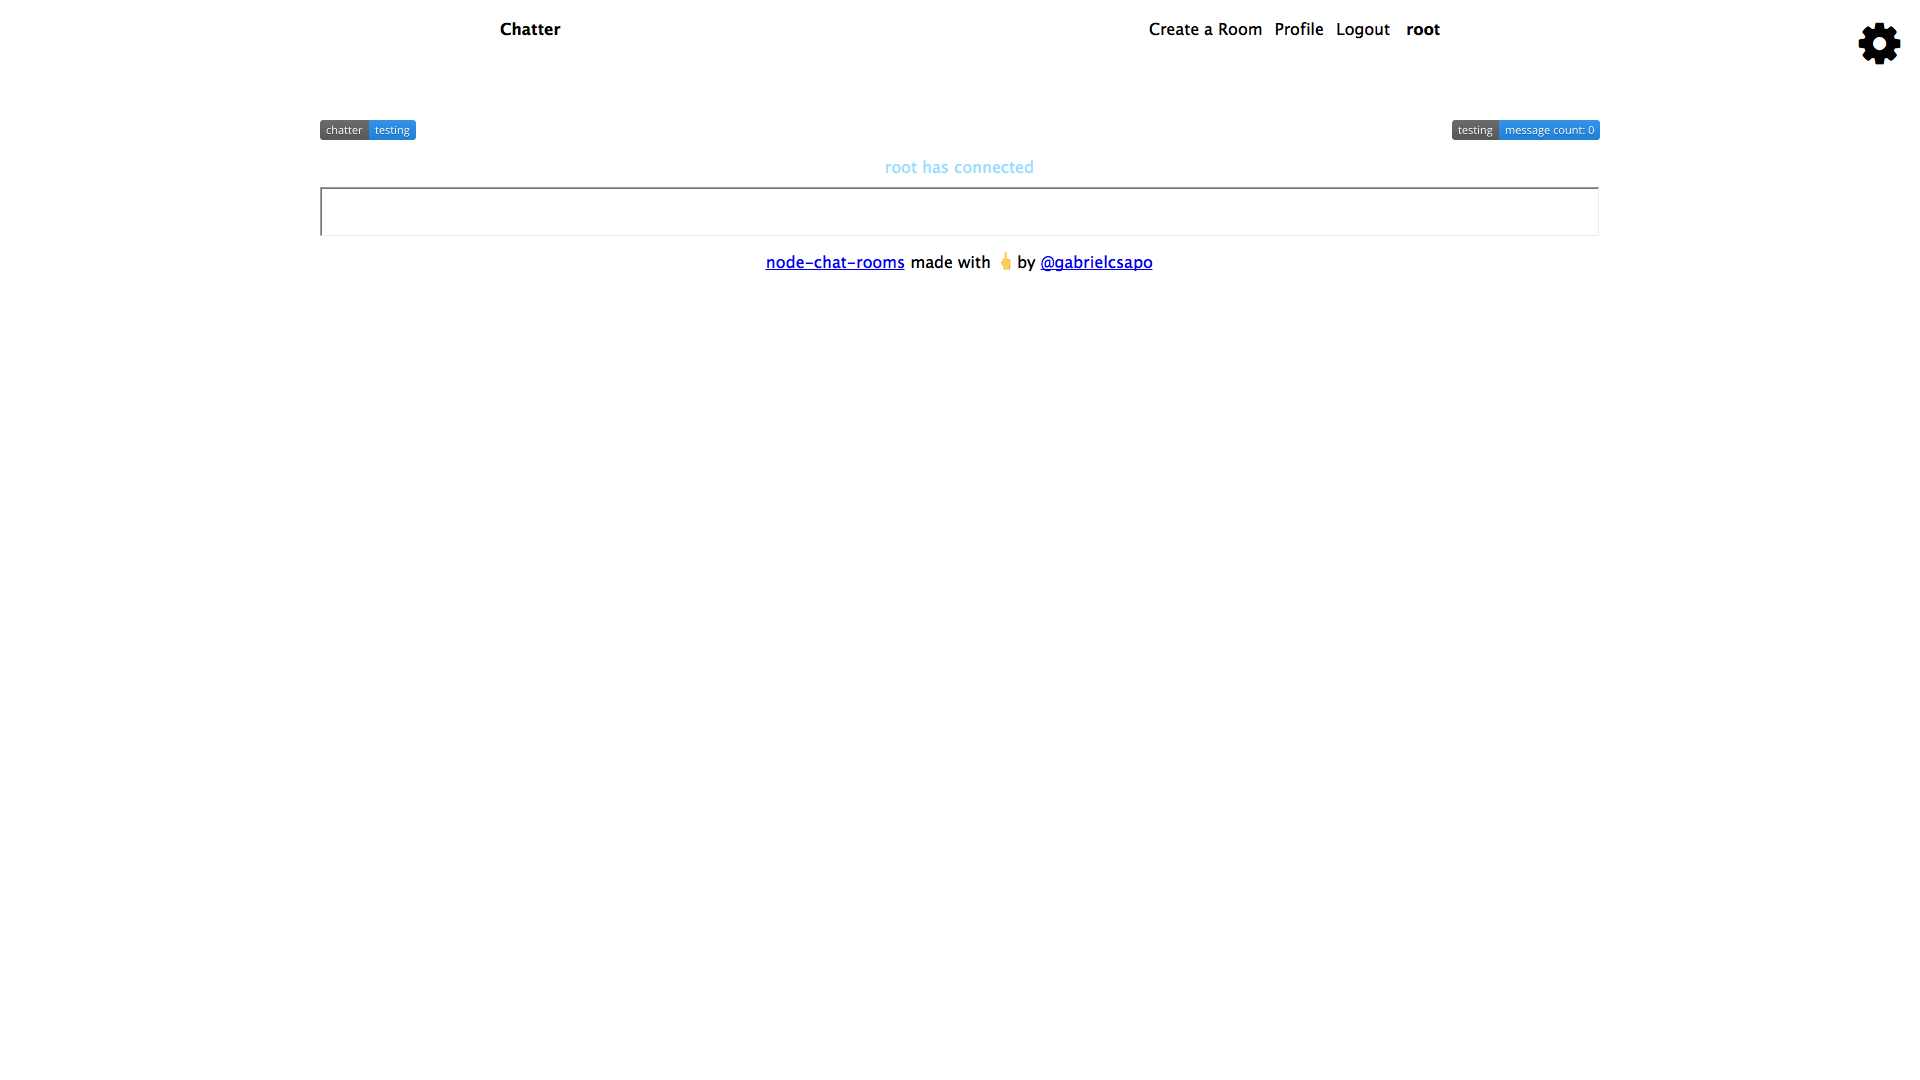 Chatter Create a Room Profile Logout root
chatter testing testing message count: 0
root has connected
node-chat-rooms made with 👆 by @gabrielcsapo